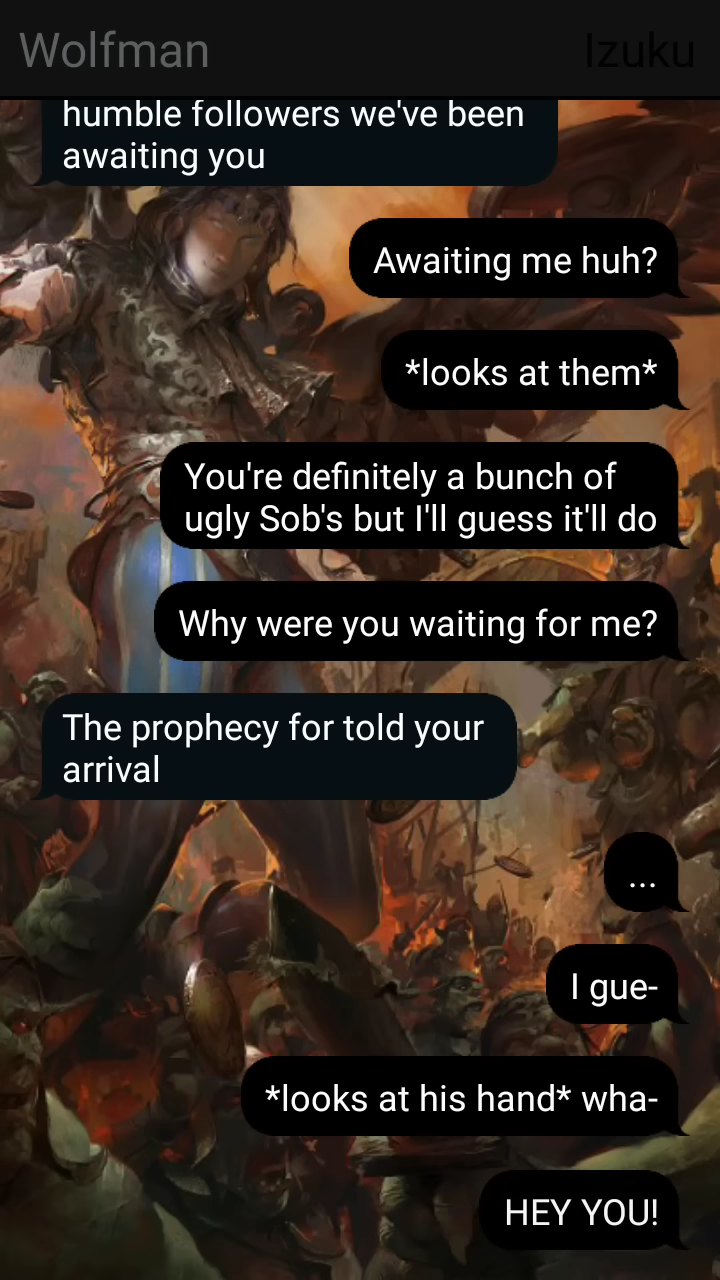 Wolfman Izuku
humble followers we've been
awaiting you
Awaiting me huh?
*looks at them*
You're definitely a bunch of
ugly Sob's but I'll guess it'll do
Why were you waiting for me?
The prophecy for told your
arrival
...
I gue-
*looks at his hand* wha-
HEY YOU!